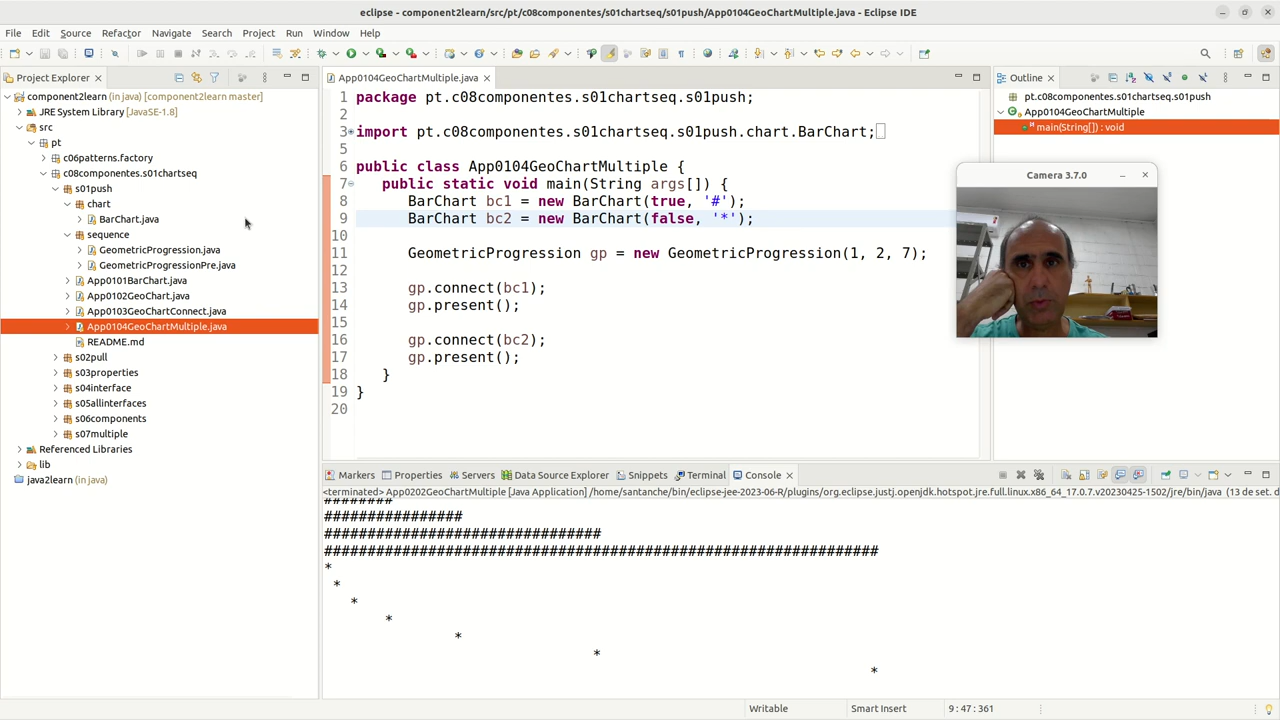 eclipse - component2learn/src/pt/c08componentes/s01chartseq/s01push/App0104GeoChartMultiple.java - Eclipse IDE
File Edit Source Refactor Navigate Search Project Run Window Help
Project Explorer
component2learn (in java) [component2learn master]
JRE System Library [JavaSE-1.8]
src
pt
c06patterns.factory
c08componentes.s01chartseq
s01push
chart
BarChart.java
sequence
GeometricProgression.java
GeometricProgressionPre.java
App0101BarChart.java
App0102GeoChart.java
App0103GeoChartConnect.java
App0104GeoChartMultiple.java
README.md
s02pull
s03properties
s04interface
s05allinterfaces
s06components
s07multiple
Referenced Libraries
lib
java2learn (in java)
App0104GeoChartMultiple.java
1 package pt.c08componentes.s01chartseq.s01push;
2
3 import pt.c08componentes.s01chartseq.s01push.chart.BarChart;
5
6 public class App0104GeoChartMultiple {
7 public static void main(String args[]) {
8 BarChart bc1 = new BarChart(true, '#');
9 BarChart bc2 = new BarChart(false, '*');
10
11 GeometricProgression gp = new GeometricProgression(1, 2, 7);
12
13 gp.connect(bc1);
14 gp.present();
15
16 gp.connect(bc2);
17 gp.present();
18 }
19 }
20
Outline
pt.c08componentes.s01chartseq.s01push
App0104GeoChartMultiple
main(String[]) : void
Camera 3.7.0
Markers Properties Servers Data Source Explorer Snippets Terminal Console
<terminated> App0202GeoChartMultiple [Java Application] /home/santanche/bin/eclipse-jee-2023-06-R/plugins/org.eclipse.justj.openjdk.hotspot.jre.full.linux.x86_64_17.0.7.v20230425-1502/jre/bin/java (13 de set. d
########
################
################################
################################################################
*
*
*
*
*
*
*
Writable Smart Insert 9 : 47 : 361